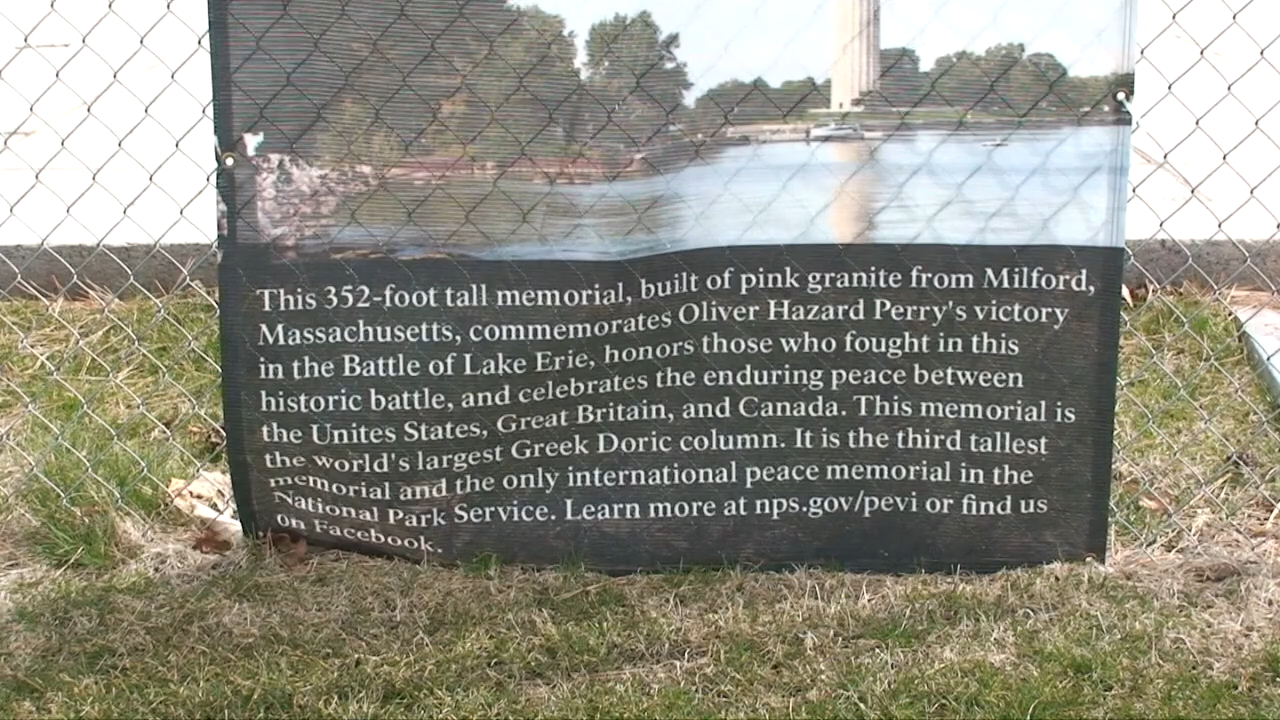 This 352-foot tall memorial, built of pink granite from Milford,
Massachusetts, commemorates Oliver Hazard Perry's victory
in the Battle of Lake Erie, honors those who fought in this
historic battle, and celebrates the enduring peace between
the Unites States, Great Britain, and Canada. This memorial is
the world's largest Greek Doric column. It is the third tallest
memorial and the only international peace memorial in the
National Park Service. Learn more at nps.gov/pevi or find us
on Facebook.